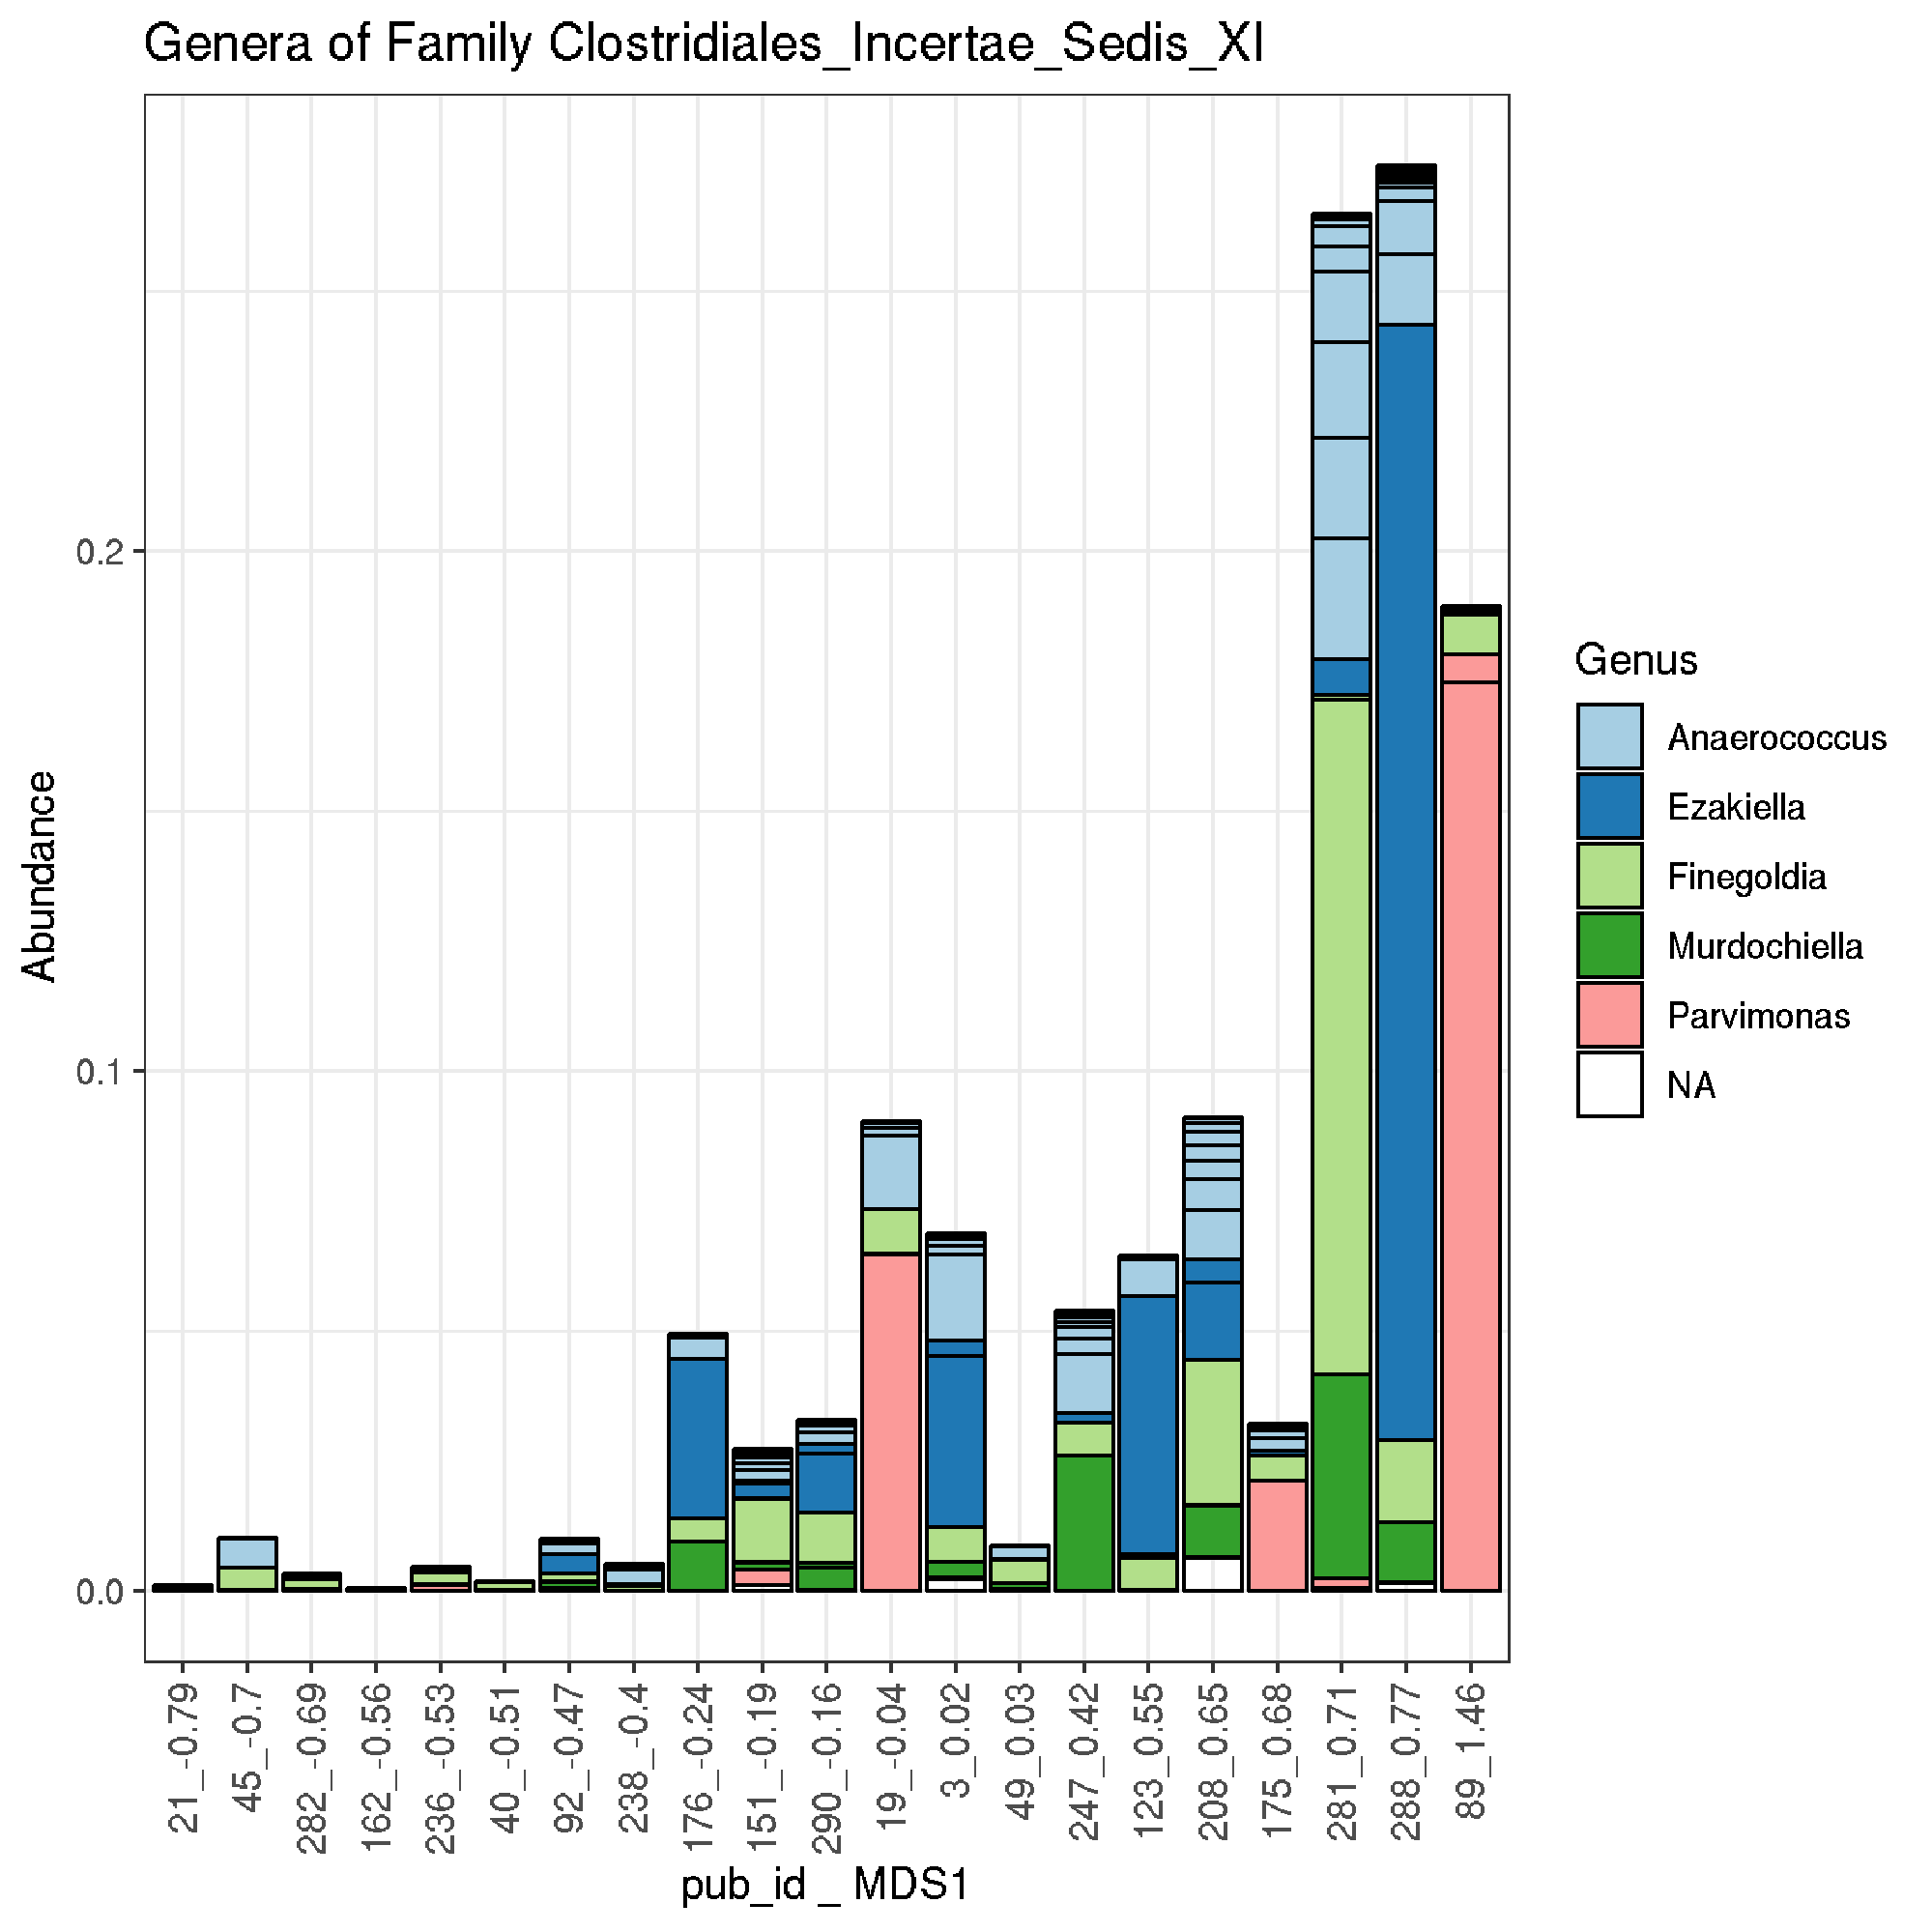 Genera of Family Clostridiales_Incertae_Sedis_XI
Abundance
0.2
0.1
0.0
21_-0.79
45_-0.7
282_-0.69
162_-0.56
236_-0.53
40_-0.51
92_-0.47
238_-0.4
176_-0.24
151_-0.19
290_-0.16
19_-0.04
3_0.02
49_0.03
247_0.42
123_0.55
208_0.65
175_0.68
281_0.71
288_0.77
89_1.46
pub_id _ MDS1
Genus
Anaerococcus
Ezakiella
Finegoldia
Murdochiella
Parvimonas
NA